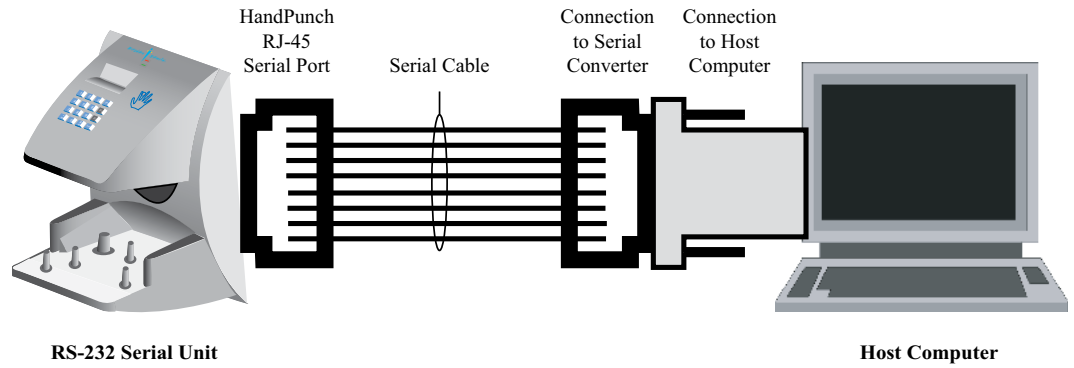 HandPunch
RJ-45
Serial Port
Serial Cable
Connection
to Serial
Converter
Connection
to Host
Computer
RS-232 Serial Unit
Host Computer